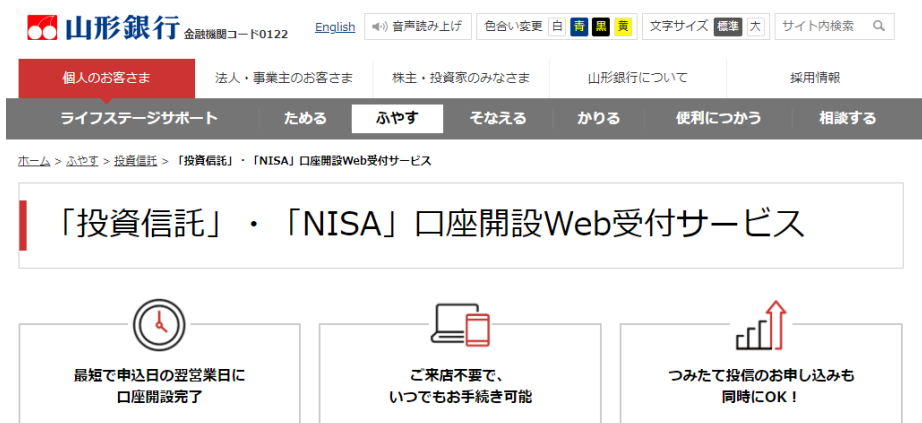 山形銀行 金融機関コード0122 English 音声読み上げ 色合い変更 白 青 黒 黄 文字サイズ 標準 大 サイト内検索
個人のお客さま 法人・事業主のお客さま 株主・投資家のみなさま 山形銀行について 採用情報
ライフステージサポート ためる ふやす そなえる かりる 便利につかう 相談する
ホーム > ふやす > 投資信託 > 「投資信託」・「NISA」口座開設Web受付サービス
「投資信託」・「NISA」口座開設Web受付サービス
最短で申込日の翌営業日に
口座開設完了
ご来店不要で、
いつでもお手続き可能
つみたて投信のお申し込みも
同時にOK！